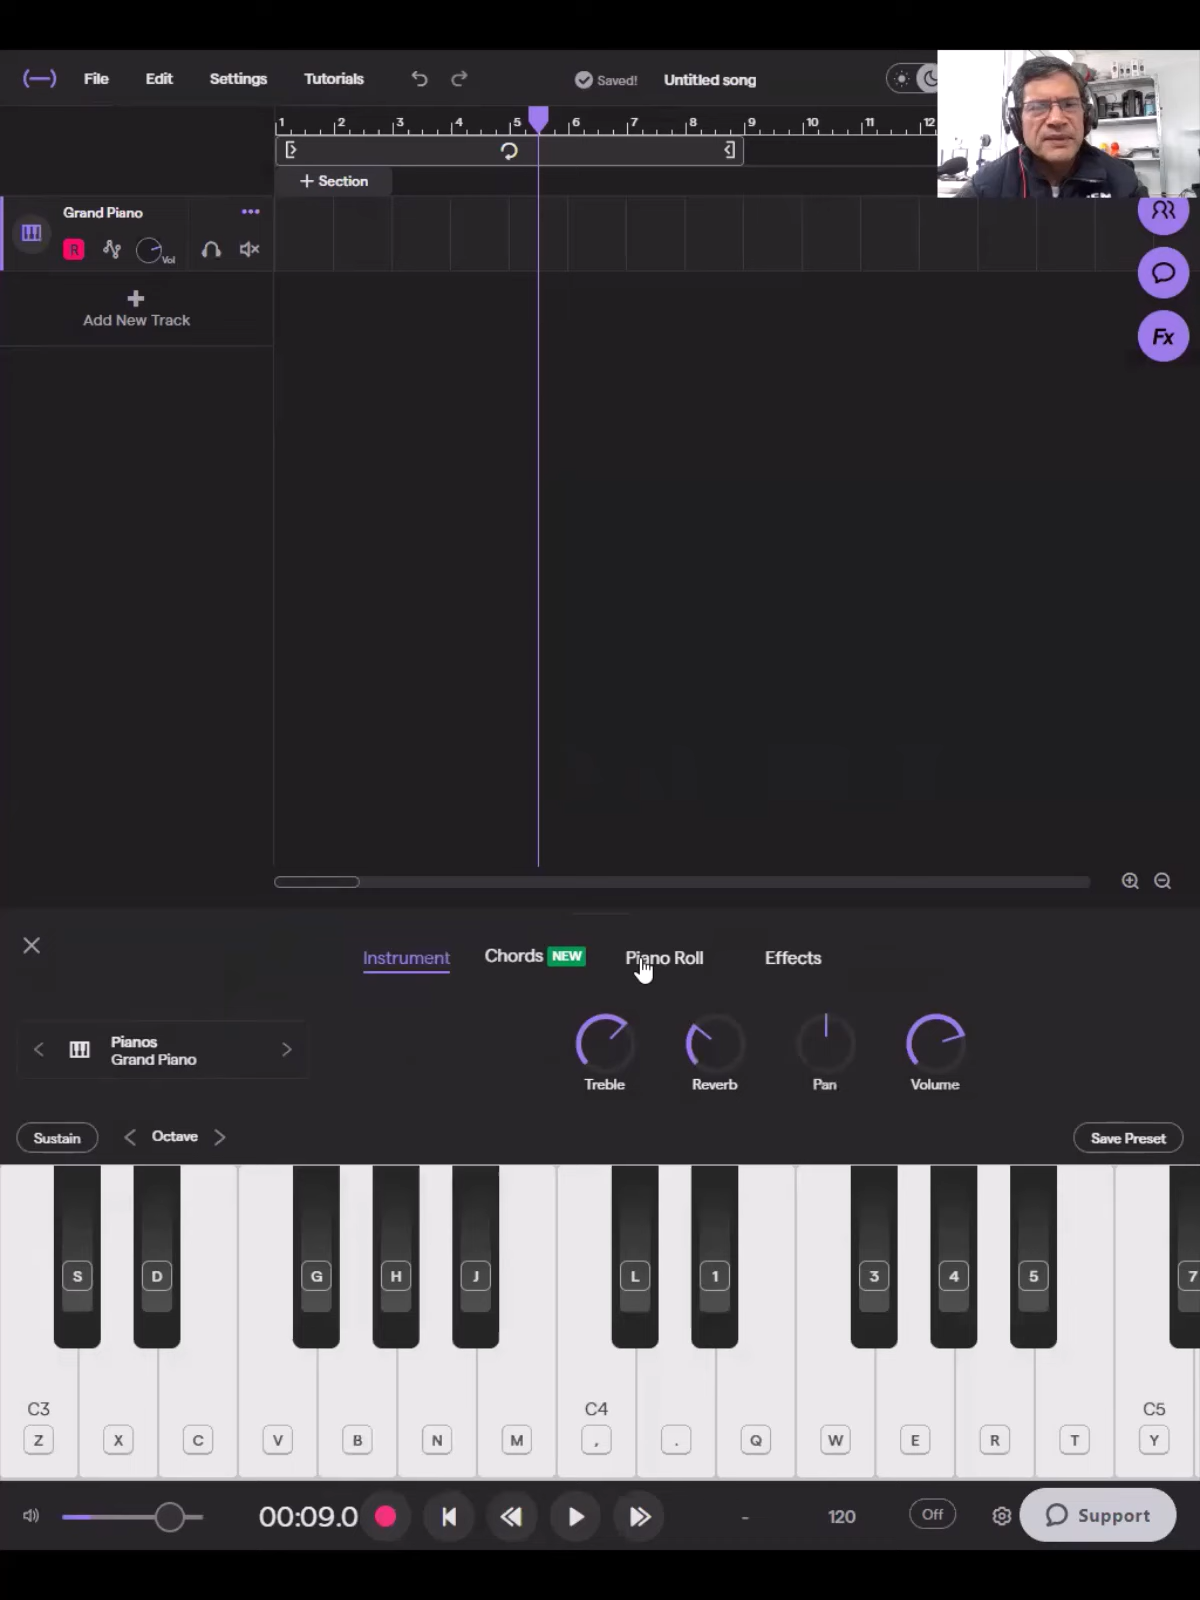 File Edit Settings Tutorials Saved! Untitled song
1 2 3 4 5 6 7 8 9 10 11 12
+ Section
Grand Piano
R Vol
Add New Track
Fx
Instrument Chords NEW Piano Roll Effects
Pianos
Grand Piano
Treble Reverb Pan Volume
Sustain Octave Save Preset
S D G H J L 1 3 4 5 7
C3 C4 C5
Z X C V B N M , . Q W E R T Y
00:09.0 - 120 Off Support